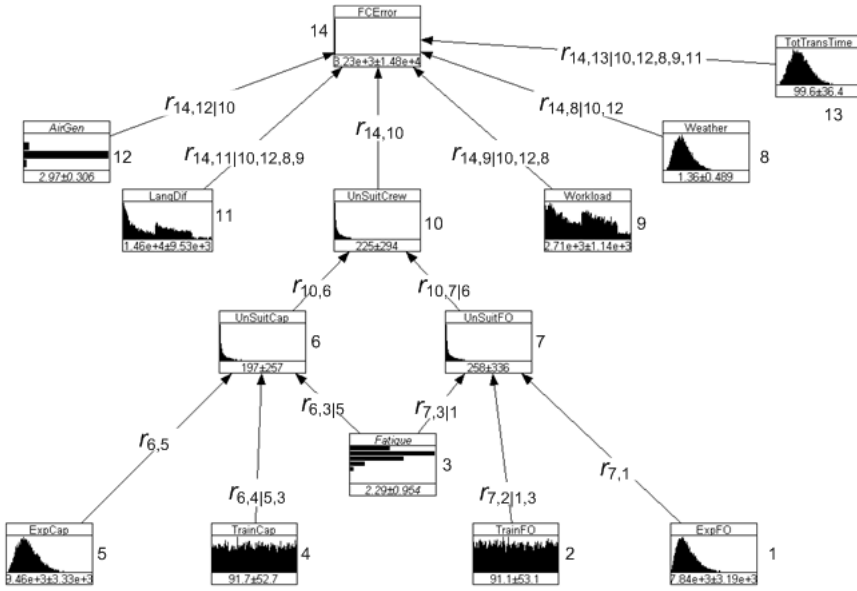 FCError
14
8.23e+3±1.48e+4
TotTransTime
99.6±36.4
13
r14,13|10,12,8,9,11
r14,12|10
r14,11|10,12,8,9
r14,10
r14,9|10,12,8
r14,8|10,12
AirGen
2.97±0.306
12
Weather
1.36±0.489
8
LangDif
1.46e+4±9.53e+3
11
UnSuitCrew
225±294
10
Workload
2.71e+3±1.14e+3
9
r10,6
r10,7|6
UnSuitCap
197±257
6
UnSuitFO
258±336
7
r6,5
r6,3|5
r7,3|1
r7,1
Fatique
2.29±0.954
3
r6,4|5,3
r7,2|1,3
ExpCap
9.46e+3±3.33e+3
5
TrainCap
91.7±52.7
4
TrainFO
91.1±53.1
2
ExpFO
7.84e+3±3.19e+3
1